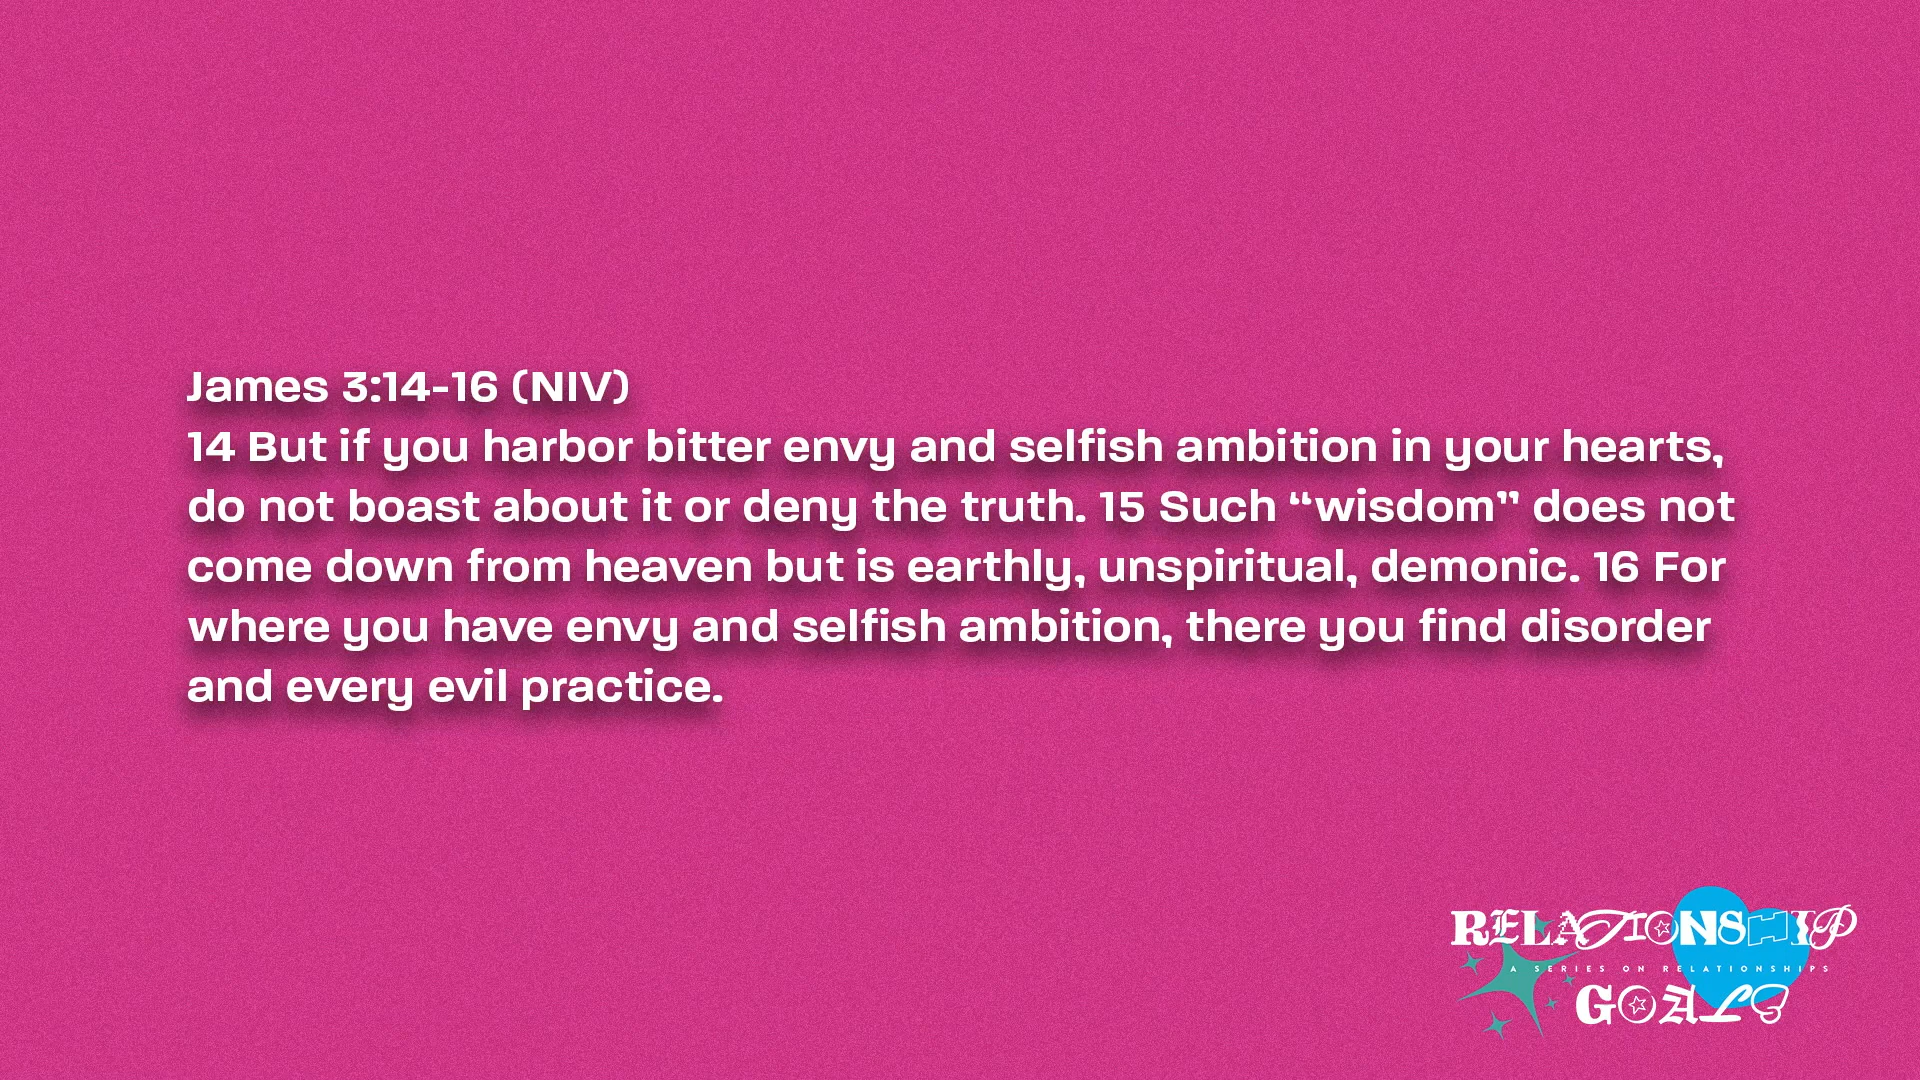 James 3:14-16 (NIV)
14 But if you harbor bitter envy and selfish ambition in your hearts,
do not boast about it or deny the truth. 15 Such “wisdom” does not
come down from heaven but is earthly, unspiritual, demonic. 16 For
where you have envy and selfish ambition, there you find disorder
and every evil practice.
RELATIONSHIP
A SERIES ON RELATIONSHIPS
GOALS